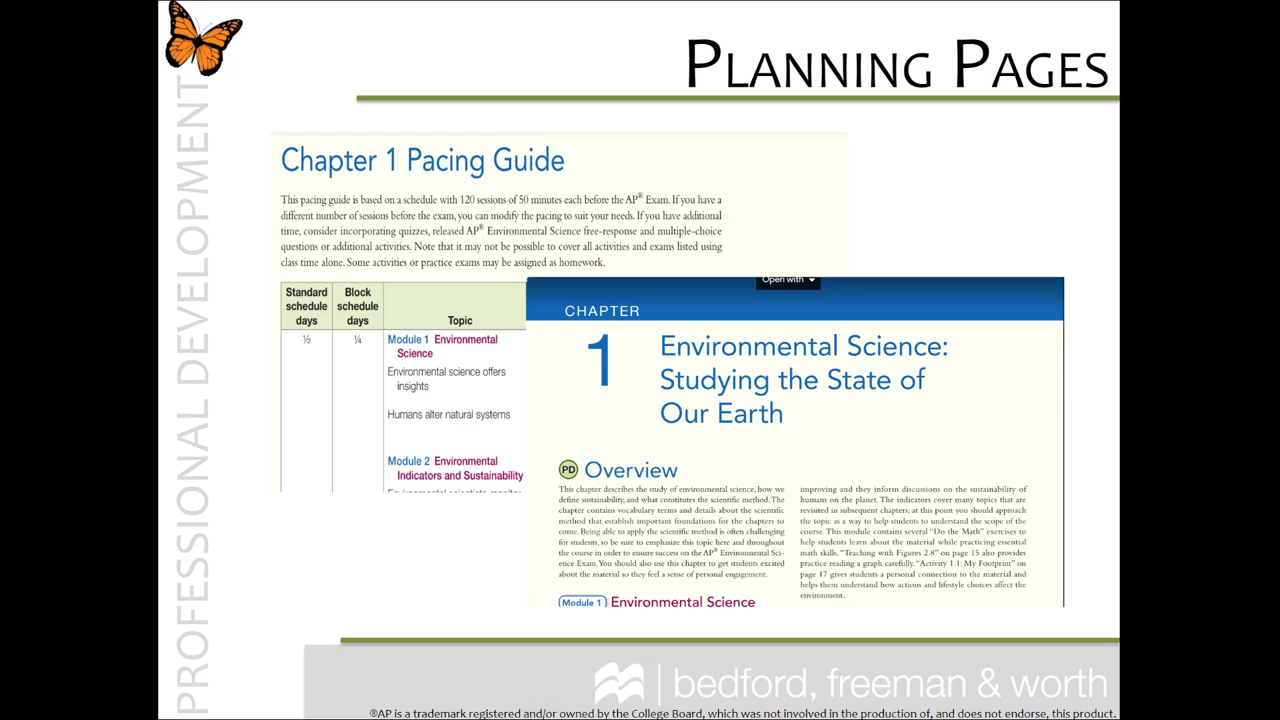 PLANNING PAGES
PROFESSIONAL DEVELOPMENT
Chapter 1 Pacing Guide
This pacing guide is based on a schedule with 120 sessions of 50 minutes each before the AP® Exam. If you have a
different number of sessions before the exam, you can modify the pacing to suit your needs. If you have additional
time, consider incorporating quizzes, released AP® Environmental Science free-response and multiple-choice
questions or additional activities. Note that it may not be possible to cover all activities and exams listed using
class time alone. Some activities or practice exams may be assigned as homework.
Standard
schedule
days
Block
schedule
days
Topic
½
¼
Module 1 Environmental
Science
Environmental science offers
insights
Humans alter natural systems
Module 2 Environmental
Indicators and Sustainability
Environmental scientists monitor
Open with
CHAPTER
1
Environmental Science:
Studying the State of
Our Earth
PD Overview
This chapter describes the study of environmental science, how we
define sustainability, and what constitutes the scientific method. The
chapter contains vocabulary terms and details about the scientific
method that establish important foundations for the chapters to
come. Being able to apply the scientific method is often challenging
for students, so be sure to emphasize this topic here and throughout
the course in order to ensure success on the AP® Environmental Sci-
ence Exam. You should also use this chapter to get students excited
about the material so they feel a sense of personal engagement.
Module 1 Environmental Science
improving and they inform discussions on the sustainability of
humans on the planet. The indicators cover many topics that are
revisited in subsequent chapters; at this point you should approach
the topic as a way to help students to understand the scope of the
course. This module contains several “Do the Math” exercises to
help students learn about the material while practicing essential
math skills. “Teaching with Figures 2.8” on page 15 also provides
practice reading a graph carefully. “Activity 1.1: My Footprint” on
page 17 gives students a personal connection to the material and
helps them understand how actions and lifestyle choices affect the
environment.
bedford, freeman & worth
®AP is a trademark registered and/or owned by the College Board, which was not involved in the production of, and does not endorse, this product.